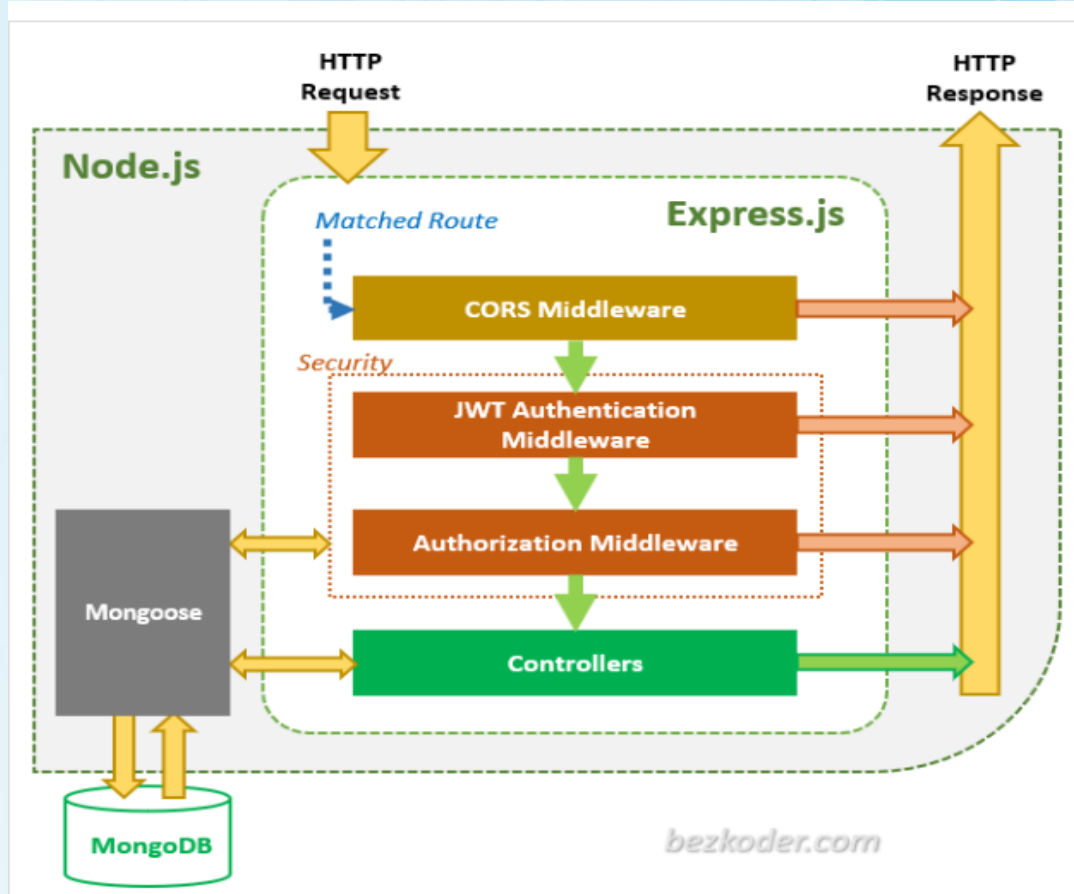 HTTP
Request
HTTP
Response
Node.js
Express.js
Matched Route
CORS Middleware
Security
JWT Authentication
Middleware
Authorization Middleware
Mongoose
Controllers
MongoDB
bezkoder.com